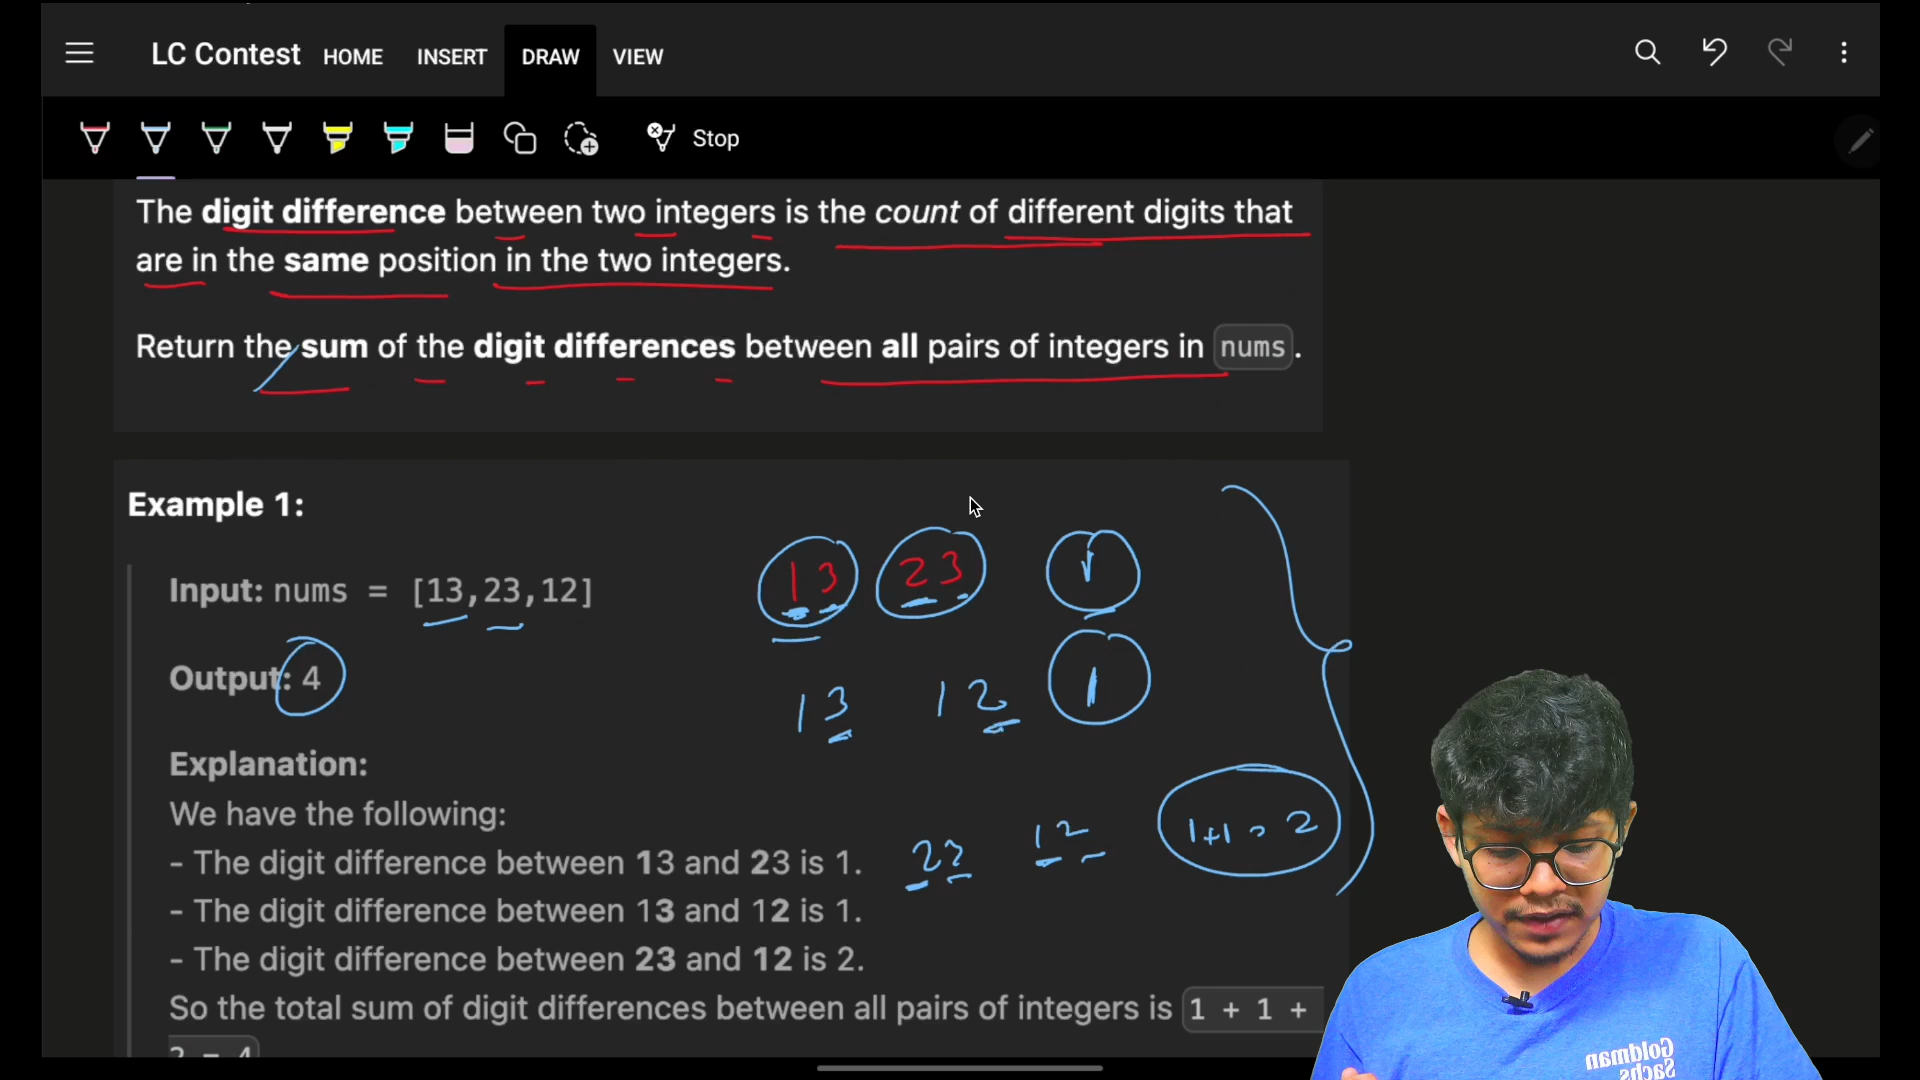 LC Contest HOME INSERT DRAW VIEW
Stop
The digit difference between two integers is the count of different digits that
are in the same position in the two integers.
Return the sum of the digit differences between all pairs of integers in nums.
Example 1:
Input: nums = [13,23,12]
13 23 1
Output: 4
13 12 1
Explanation:
We have the following:
12 1+1 = 2
- The digit difference between 13 and 23 is 1.
23
- The digit difference between 13 and 12 is 1.
- The digit difference between 23 and 12 is 2.
So the total sum of digit differences between all pairs of integers is 1 + 1 +
2 = 4
Goldman
Sachs